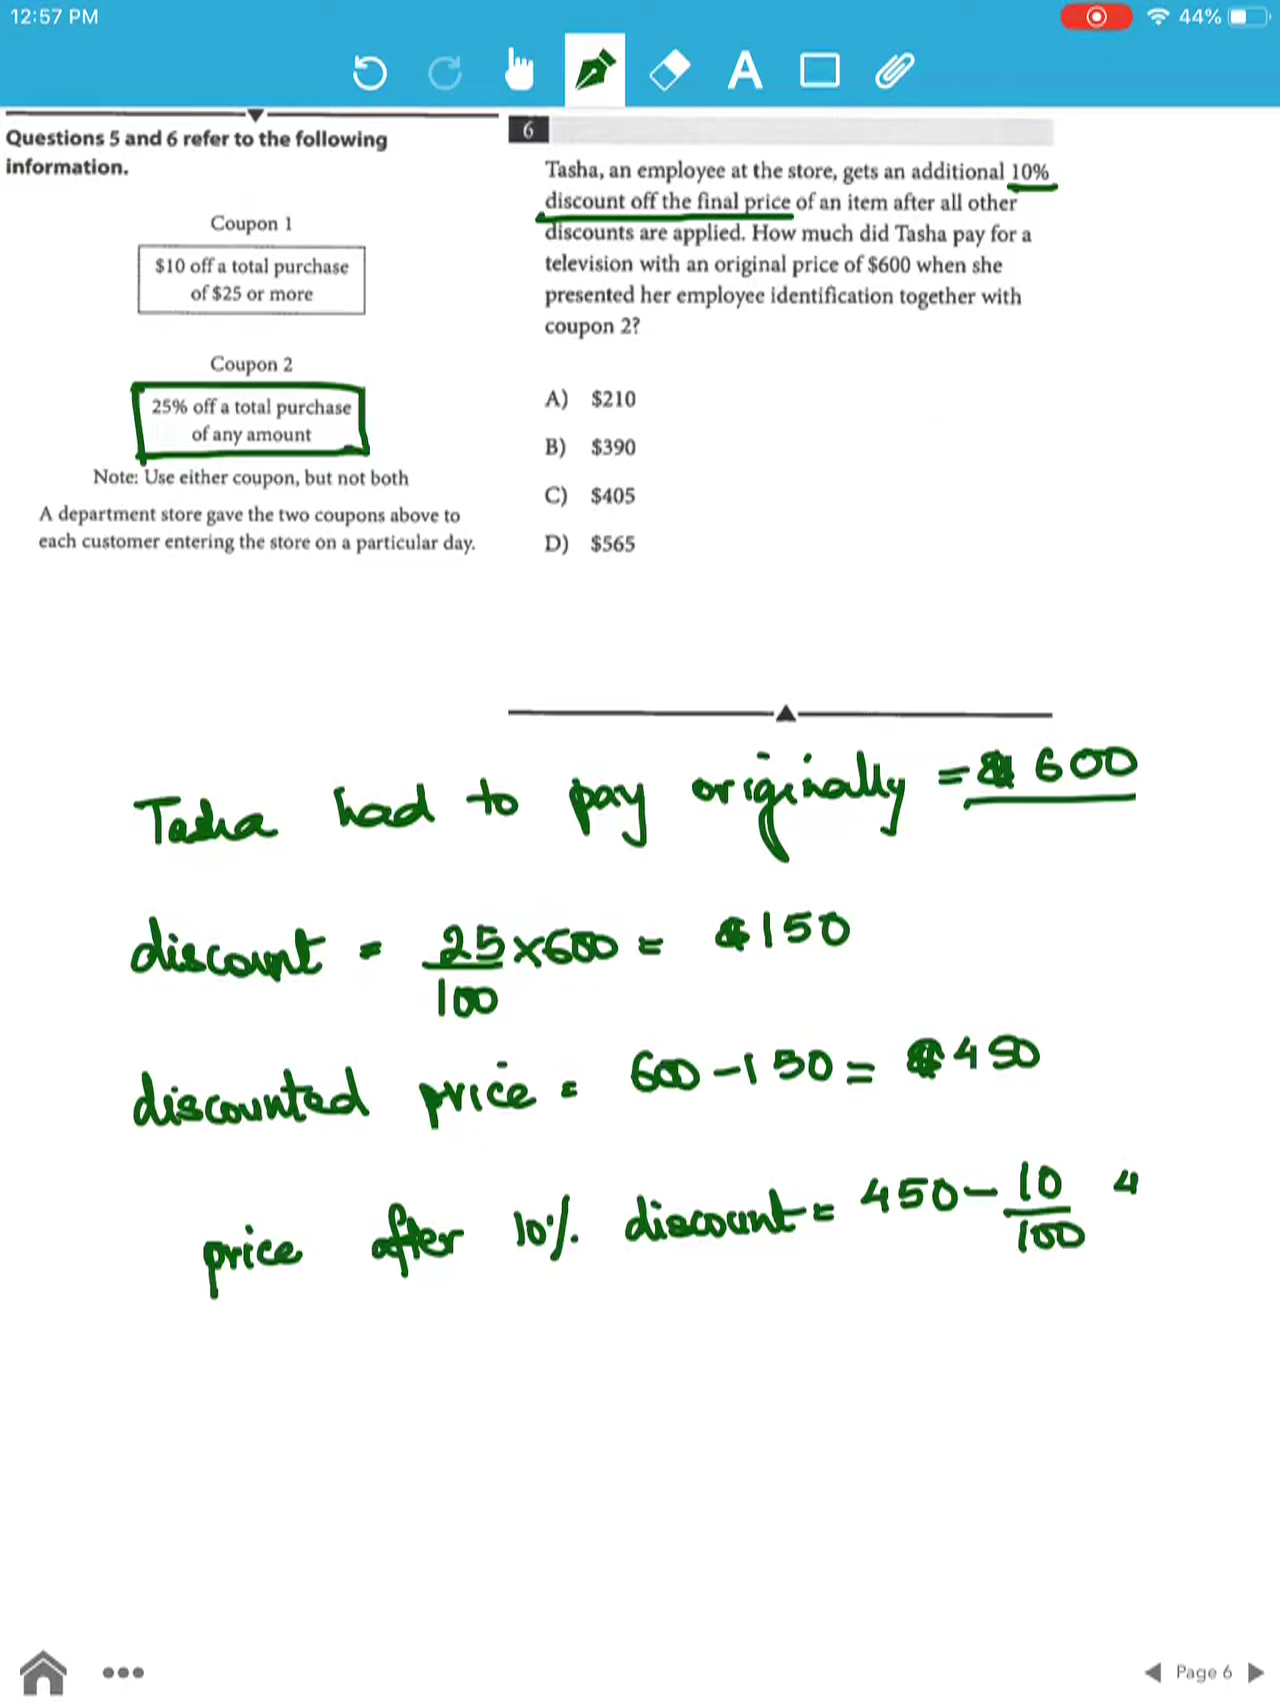 12:57 PM
44%
A
Questions 5 and 6 refer to the following
information.
Coupon 1
$10 off a total purchase
of $25 or more
Coupon 2
25% off a total purchase
of any amount
Note: Use either coupon, but not both
A department store gave the two coupons above to
each customer entering the store on a particular day.
6
Tasha, an employee at the store, gets an additional 10%
discount off the final price of an item after all other
discounts are applied. How much did Tasha pay for a
television with an original price of $600 when she
presented her employee identification together with
coupon 2?
A) $210
B) $390
C) $405
D) $565
Tasha had to pay originally = $ 600
discount = 25/100 × 600 = $150
discounted price = 600 - 150 = $450
price after 10% discount = 450 - 10/100 4
Page 6